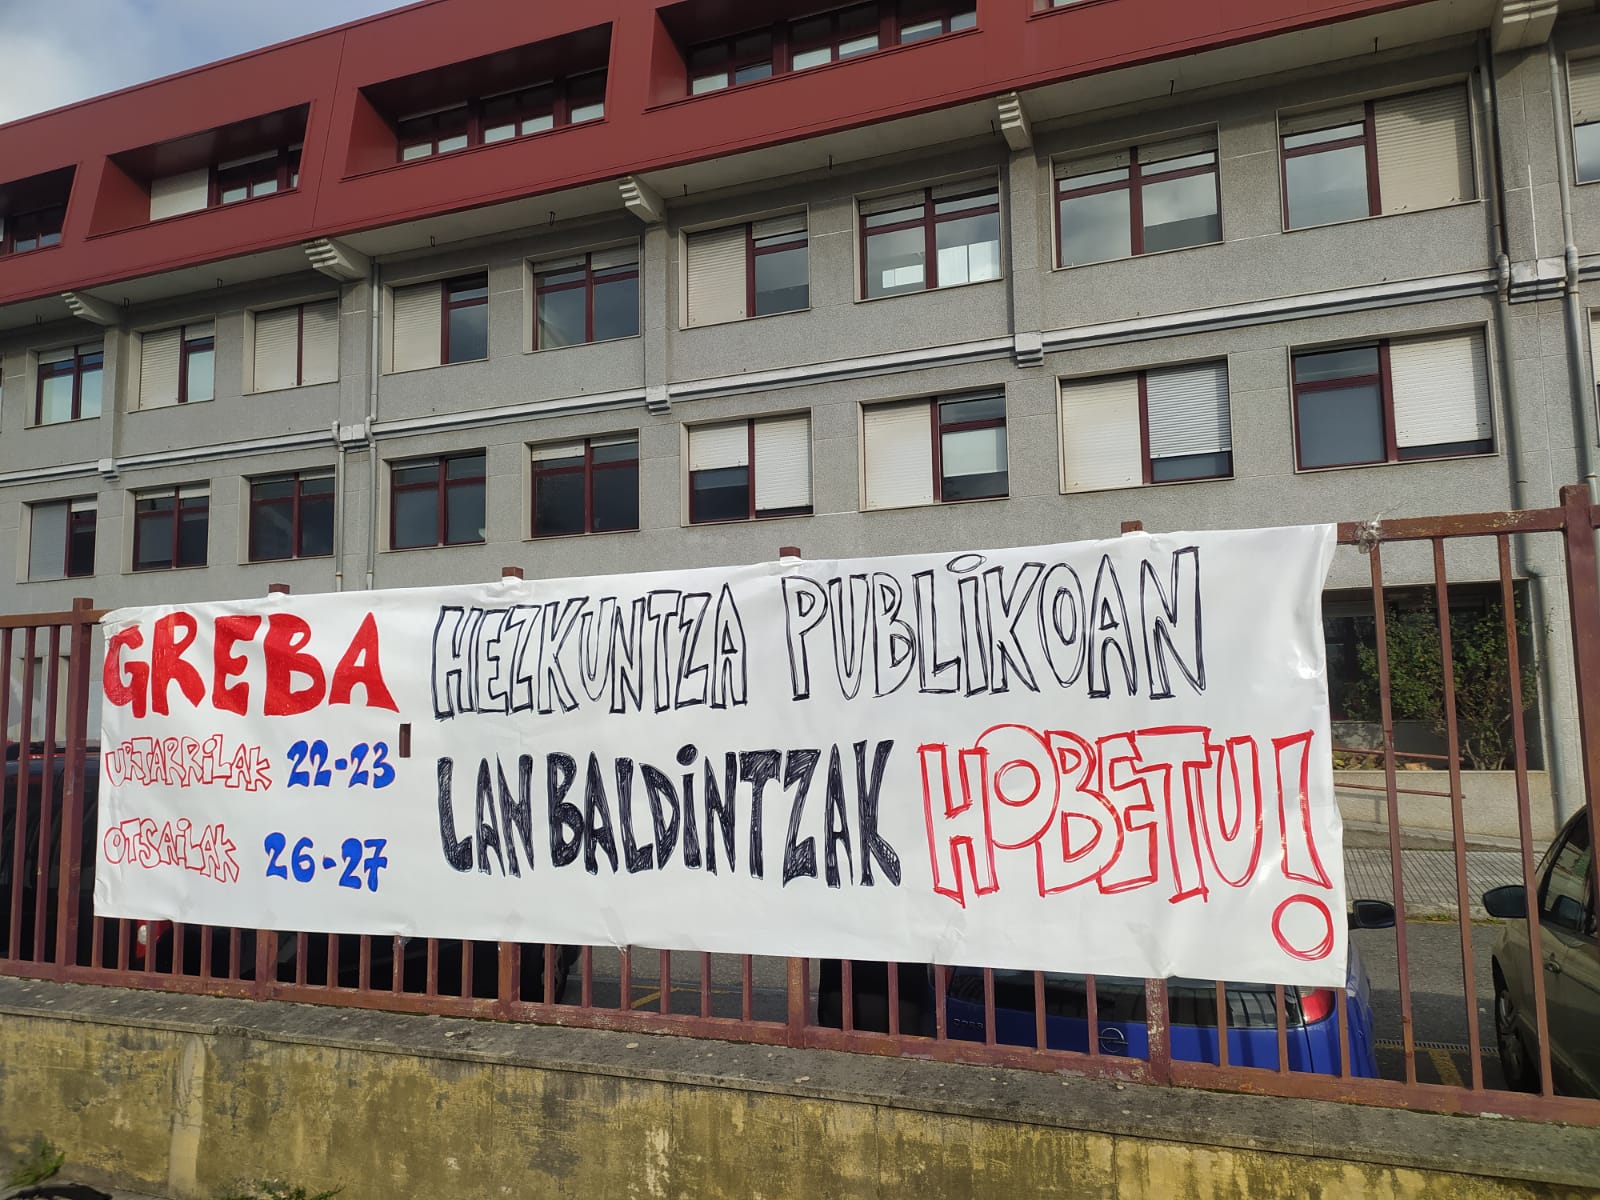 GREBA
URTARRILAK 22-23
OTSAILAK 26-27
HEZKUNTZA PUBLIKOAN
LAN BALDINTZAK HOBETU!